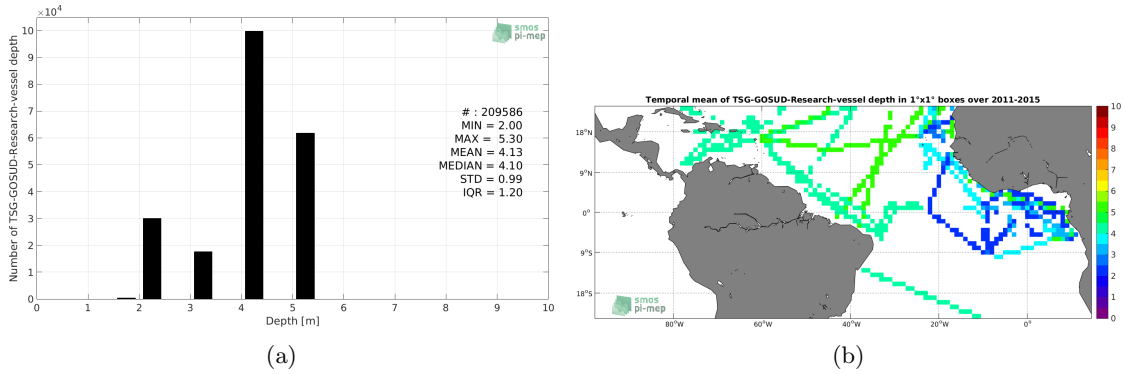 ×10⁴
10
9
8
7
6
5
4
3
2
1
0
Number of TSG-GOSUD-Research-vessel depth
smos
pi-mep
# : 209586
MIN = 2.00
MAX = 5.30
MEAN = 4.13
MEDIAN = 4.10
STD = 0.99
IQR = 1.20
0 1 2 3 4 5 6 7 8 9 10
Depth [m]
(a)
Temporal mean of TSG-GOSUD-Research-vessel depth in 1°x1° boxes over 2011-2015
18°N
9°N
0°
9°S
18°S
smos
pi-mep
80°W 60°W 40°W 20°W 0°
10
9
8
7
6
5
4
3
2
1
0
(b)